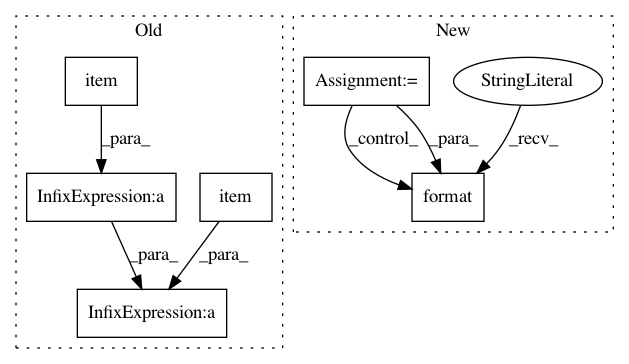 Old
New
item
Assignment:=
StringLiteral
_para_
_control_
_para_
_recv_
InfixExpression:a
item
format
_para_
_para_
InfixExpression:a